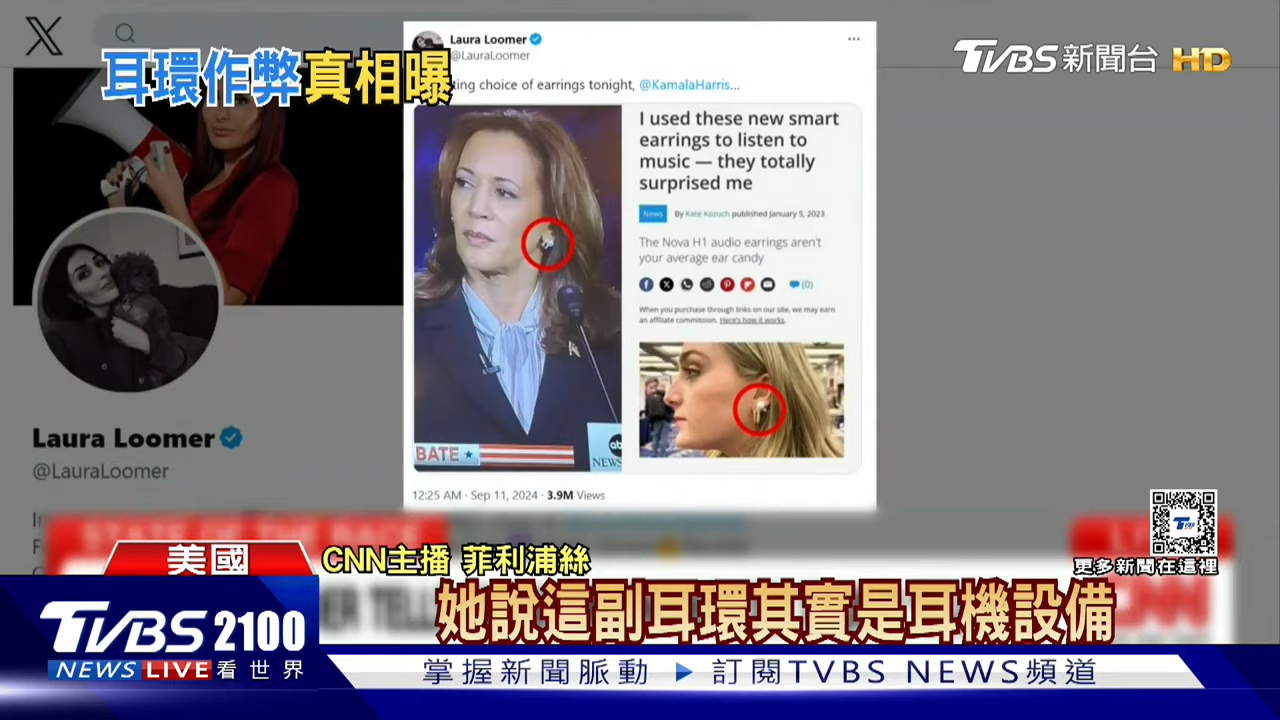 耳環作弊真相曝
TVBS新聞台 HD
Laura Loomer
@LauraLoomer
ting choice of earrings tonight, @KamalaHarris...
I used these new smart
earrings to listen to
music — they totally
surprised me
News By Kate Kozuch published January 5, 2023
The Nova H1 audio earrings aren't
your average ear candy
(0)
When you purchase through links on our site, we may earn
an affiliate commission. Here's how it works.
BATE
abc
NEWS
12:25 AM · Sep 11, 2024 · 3.9M Views
Laura Loomer
@LauraLoomer
STATE OF THE RACE
更多新聞在這裡
美國
CNN主播 菲利浦絲
她說這副耳環其實是耳機設備
TVBS 2100
NEWS LIVE 看世界
掌握新聞脈動 ▶ 訂閱TVBS NEWS頻道